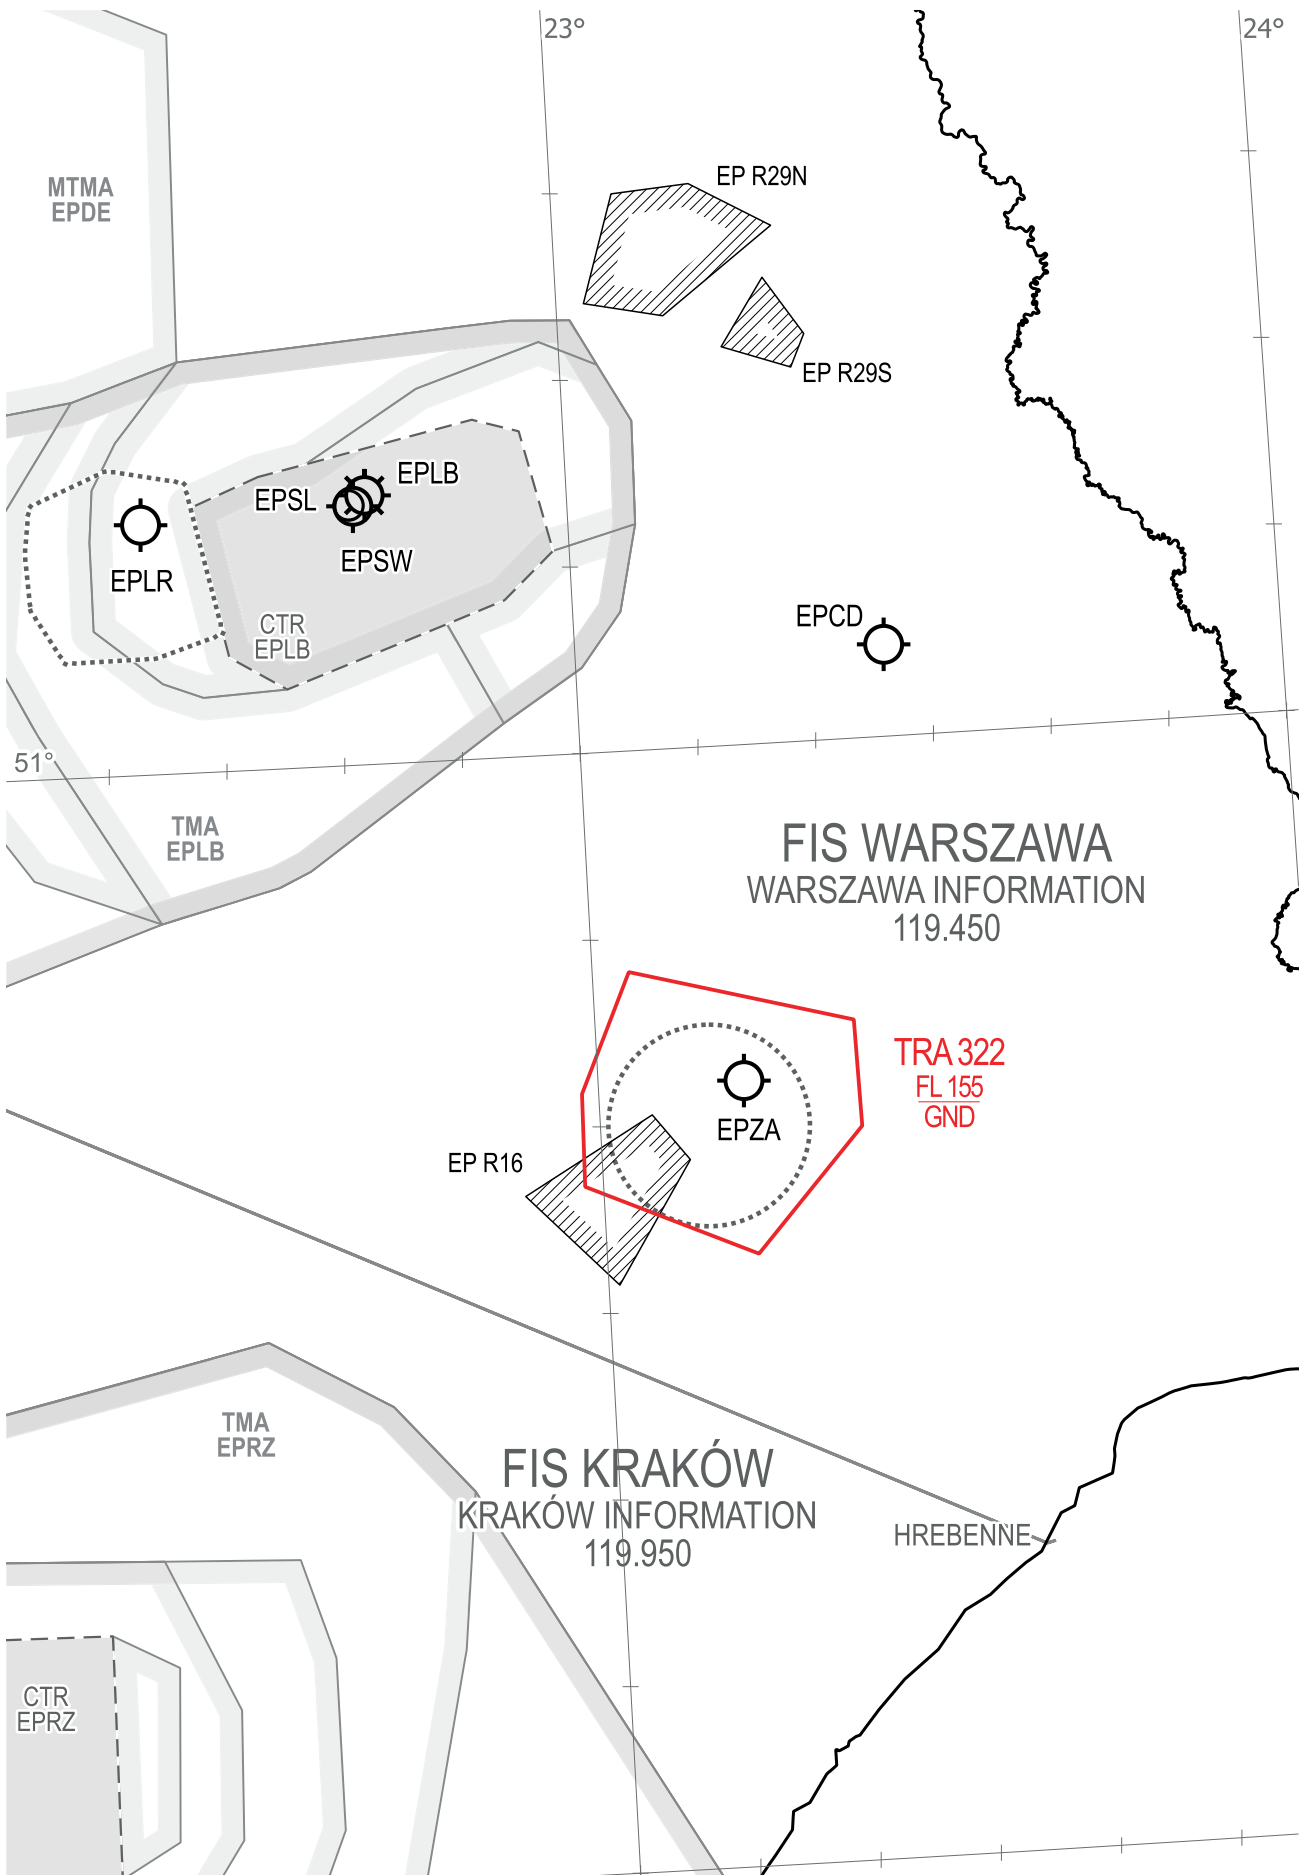 23°
24°
MTMA
EPDE
EP R29N
EP R29S
EPLB
EPSL
EPSW
EPLR
CTR
EPLB
EPCD
51°
TMA
EPLB
FIS WARSZAWA
WARSZAWA INFORMATION
119.450
TRA 322
FL 155
GND
EPZA
EP R16
TMA
EPRZ
FIS KRAKÓW
KRAKÓW INFORMATION
119.950
HREBENNE
CTR
EPRZ